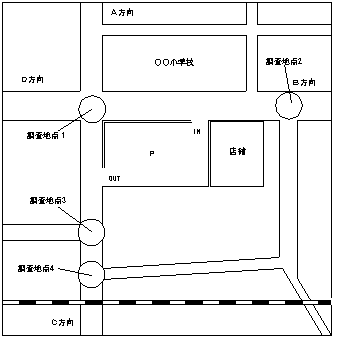 A方向
〇〇小学校
調査地点2
D方向
B方向
調査地点1
IN
P
店舗
OUT
調査地点3
調査地点4
C方向